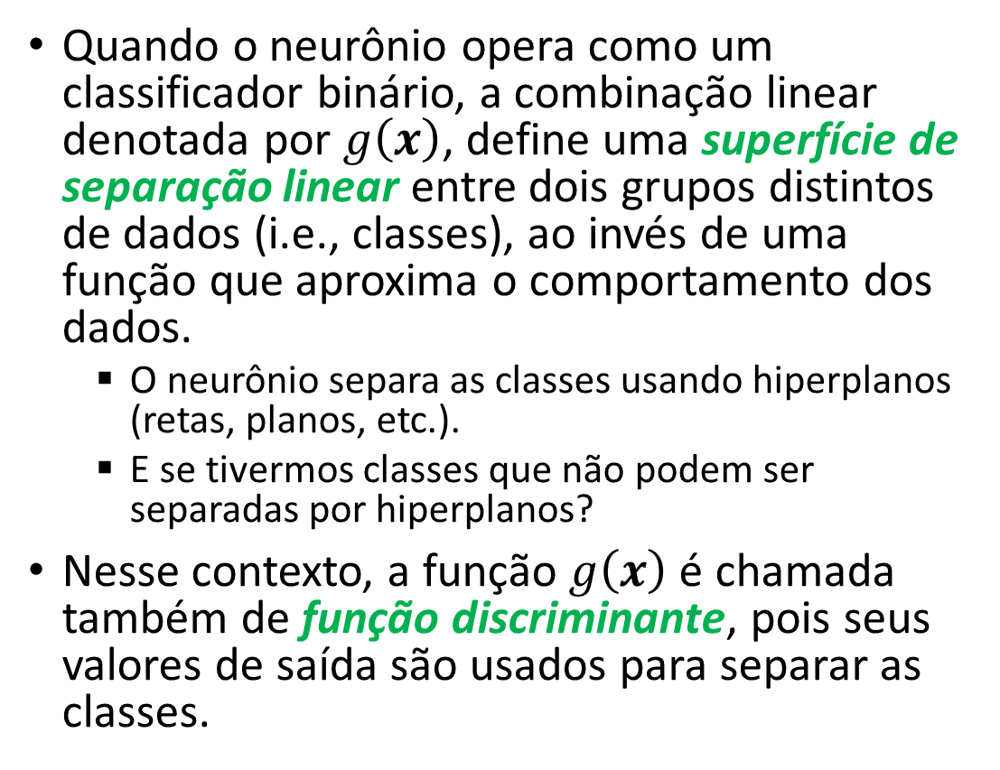 • Quando o neurônio opera como um
classificador binário, a combinação linear
denotada por g(x), define uma superfície de
separação linear entre dois grupos distintos
de dados (i.e., classes), ao invés de uma
função que aproxima o comportamento dos
dados.
▪ O neurônio separa as classes usando hiperplanos
(retas, planos, etc.).
▪ E se tivermos classes que não podem ser
separadas por hiperplanos?
• Nesse contexto, a função g(x) é chamada
também de função discriminante, pois seus
valores de saída são usados para separar as
classes.